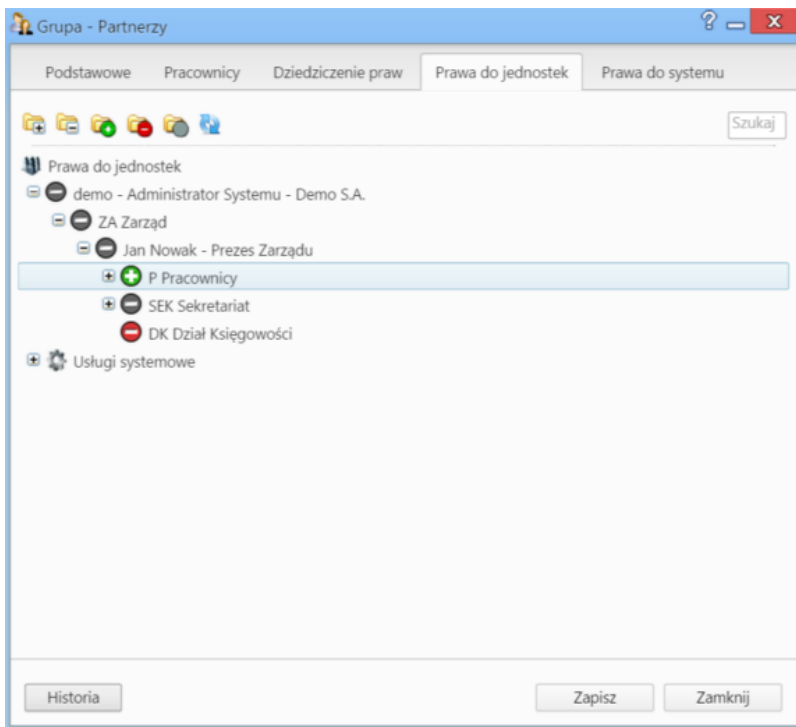 Grupa - Partnerzy
Podstawowe Pracownicy Dziedziczenie praw Prawa do jednostek Prawa do systemu
Szukaj
Prawa do jednostek
demo - Administrator Systemu - Demo S.A.
ZA Zarząd
Jan Nowak - Prezes Zarządu
P Pracownicy
SEK Sekretariat
DK Dział Księgowości
Usługi systemowe
Historia Zapisz Zamknij